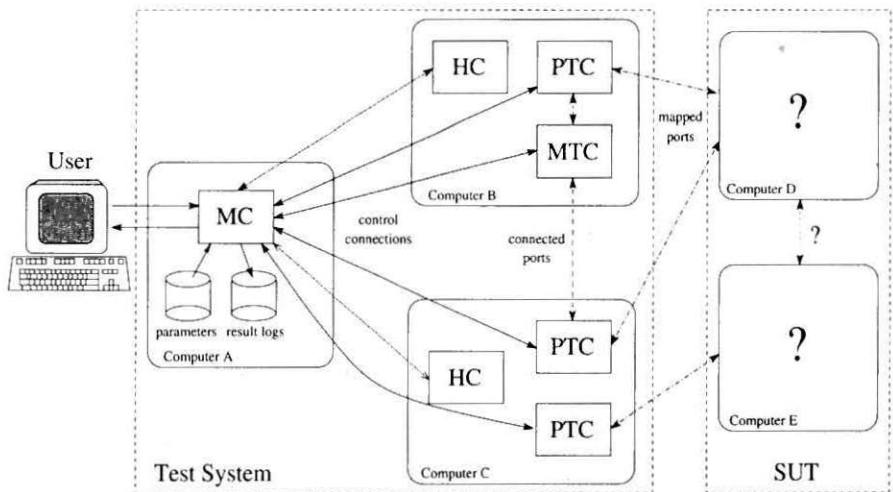 User
MC
parameters
result logs
Computer A
HC
PTC
MTC
Computer B
control
connections
connected
ports
mapped
ports
PTC
HC
PTC
Computer C
Test System
?
Computer D
?
?
Computer E
SUT